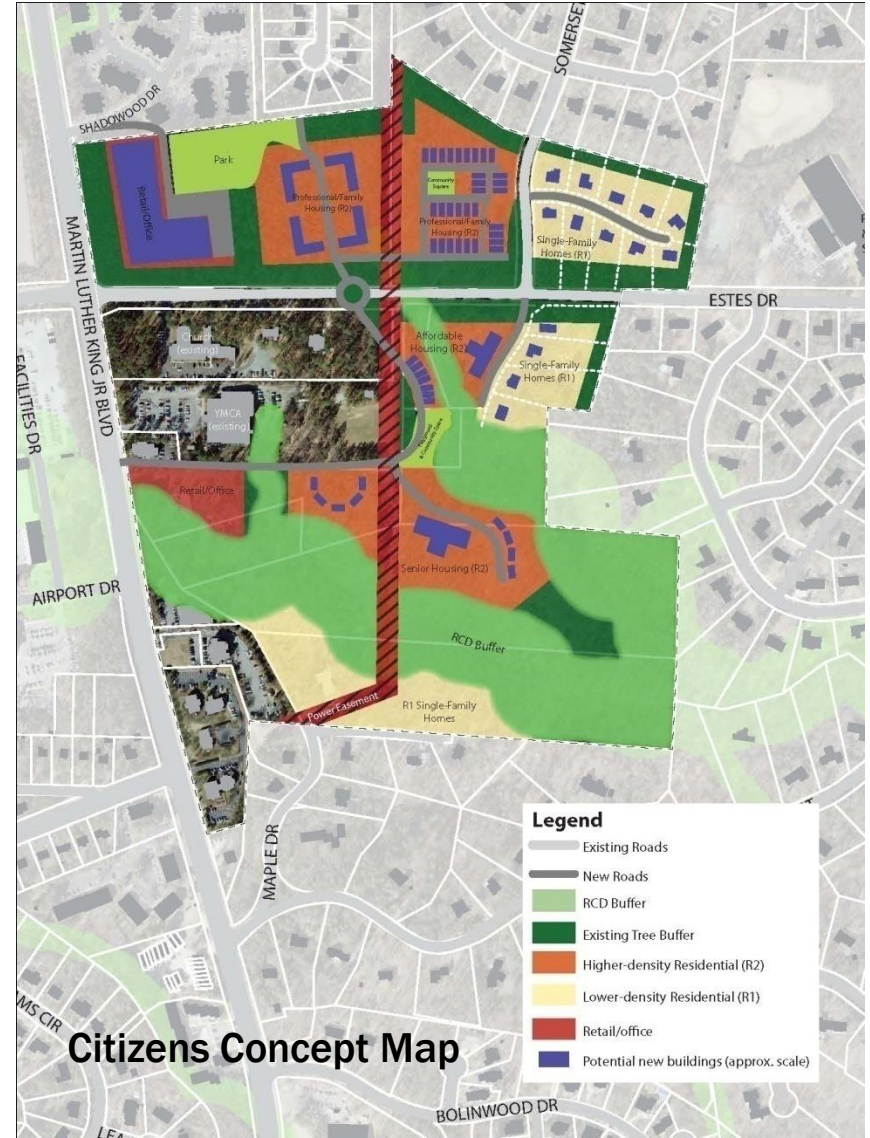 SOMERSET
SHADOWOOD DR
Park
Retail/Office
Professional/Family
Housing (R2)
Community
Square
Professional/Family
Housing (R2)
Single-Family
Homes (R1)
MARTIN LUTHER KING JR BLVD
ESTES DR
FACILITIES DR
Church
(existing)
Affordable
Housing (R2)
Single-Family
Homes (R1)
YMCA
(existing)
Retail/Office
Senior Housing (R2)
AIRPORT DR
RCD Buffer
Power Easement
R1 Single-Family
Homes
MAPLE DR
Legend
Existing Roads
New Roads
RCD Buffer
Existing Tree Buffer
Higher-density Residential (R2)
Lower-density Residential (R1)
Retail/office
Potential new buildings (approx. scale)
MS CIR
Citizens Concept Map
BOLINWOOD DR